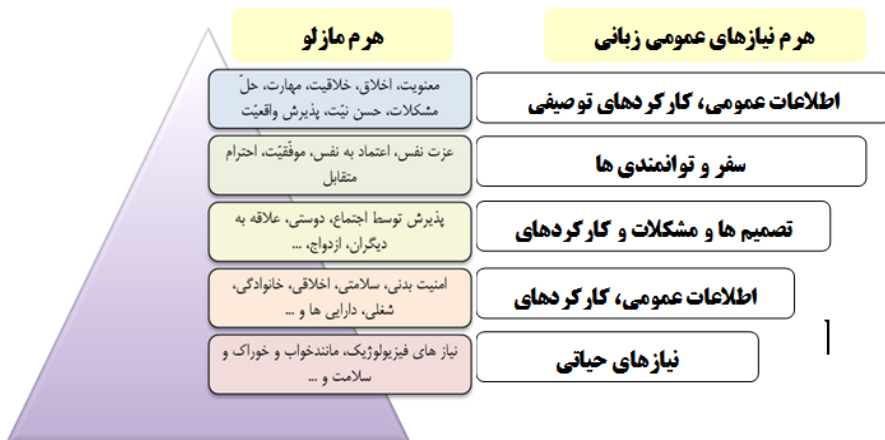 هرم مازلو
هرم نیازهای عمومی زبانی
معنویت، اخلاق، خلاقیت، مهارت، حلّ
مشکلات، حسن نیّت، پذیرش واقعیّت
اطلاعات عمومی، کارکردهای توصیفی
عزت نفس، اعتماد به نفس، موفّقیّت، احترام
متقابل
سفر و توانمندی ها
پذیرش توسط اجتماع، دوستی، علاقه به
دیگران، ازدواج، ...
تصمیم ها و مشکلات و کارکردهای
امنیت بدنی، سلامتی، اخلاقی، خانوادگی،
شغلی، دارایی ها و ...
اطلاعات عمومی، کارکردهای
نیاز های فیزیولوژیک، مانندخواب و خوراک و
سلامت و ...
نیازهای حیاتی